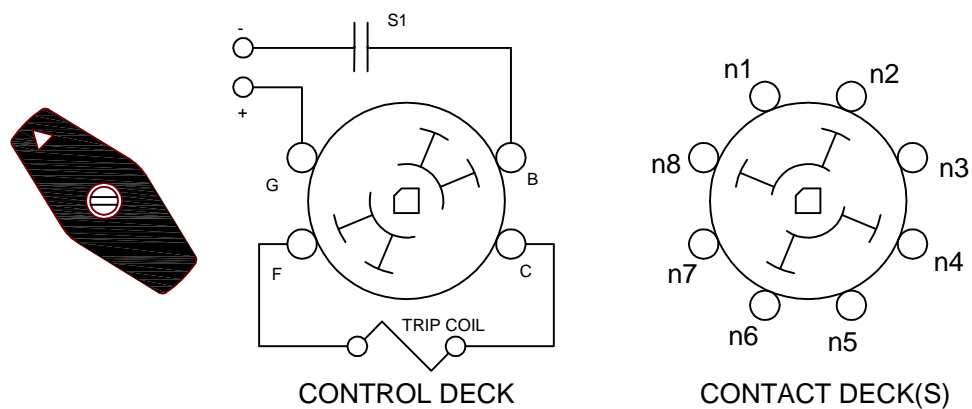 S1
-
+
G
B
F
C
TRIP COIL
CONTROL DECK
n1
n2
n8
n3
n7
n4
n6
n5
CONTACT DECK(S)